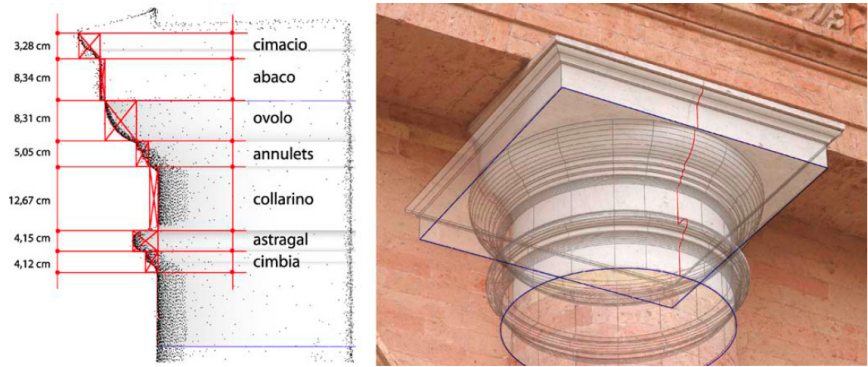 3,28 cm cimacio
8,34 cm abaco
8,31 cm ovolo
5,05 cm annulets
12,67 cm collarino
4,15 cm astragal
4,12 cm cimbia